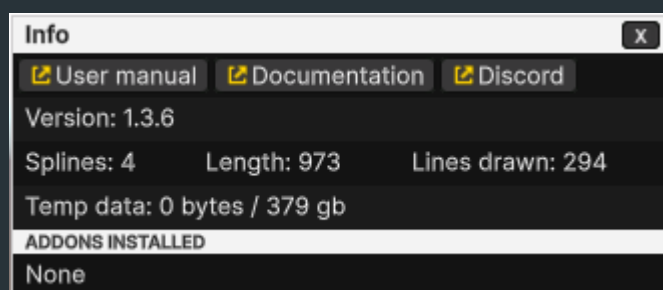 Info X
User manual Documentation Discord
Version: 1.3.6
Splines: 4 Length: 973 Lines drawn: 294
Temp data: 0 bytes / 379 gb
ADDONS INSTALLED
None